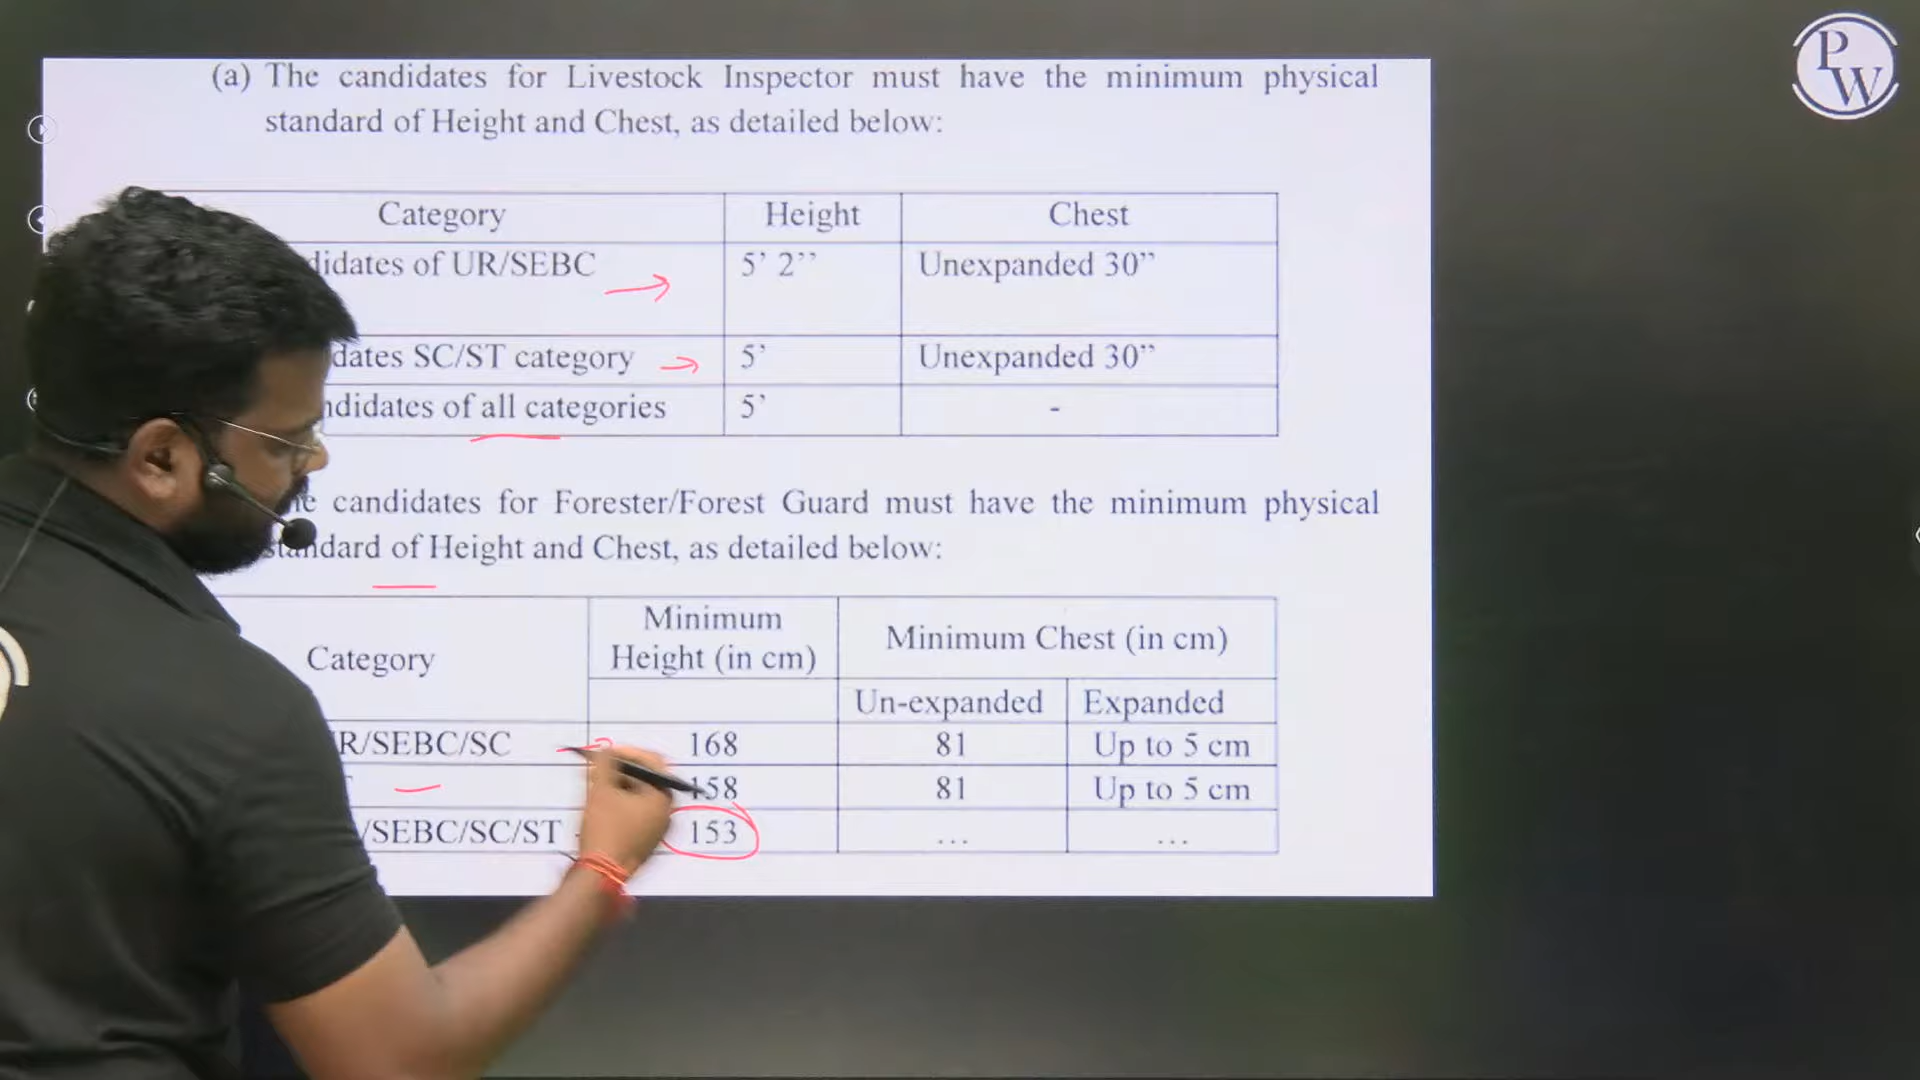 PW
(a) The candidates for Livestock Inspector must have the minimum physical
standard of Height and Chest, as detailed below:
Category Height Chest
didates of UR/SEBC 5’ 2’’ Unexpanded 30”
dates SC/ST category 5’ Unexpanded 30”
ndidates of all categories 5’ -
candidates for Forester/Forest Guard must have the minimum physical
standard of Height and Chest, as detailed below:
Category Minimum Height (in cm) Minimum Chest (in cm)
Un-expanded Expanded
R/SEBC/SC 168 81 Up to 5 cm
158 81 Up to 5 cm
/SEBC/SC/ST 153 ... ...